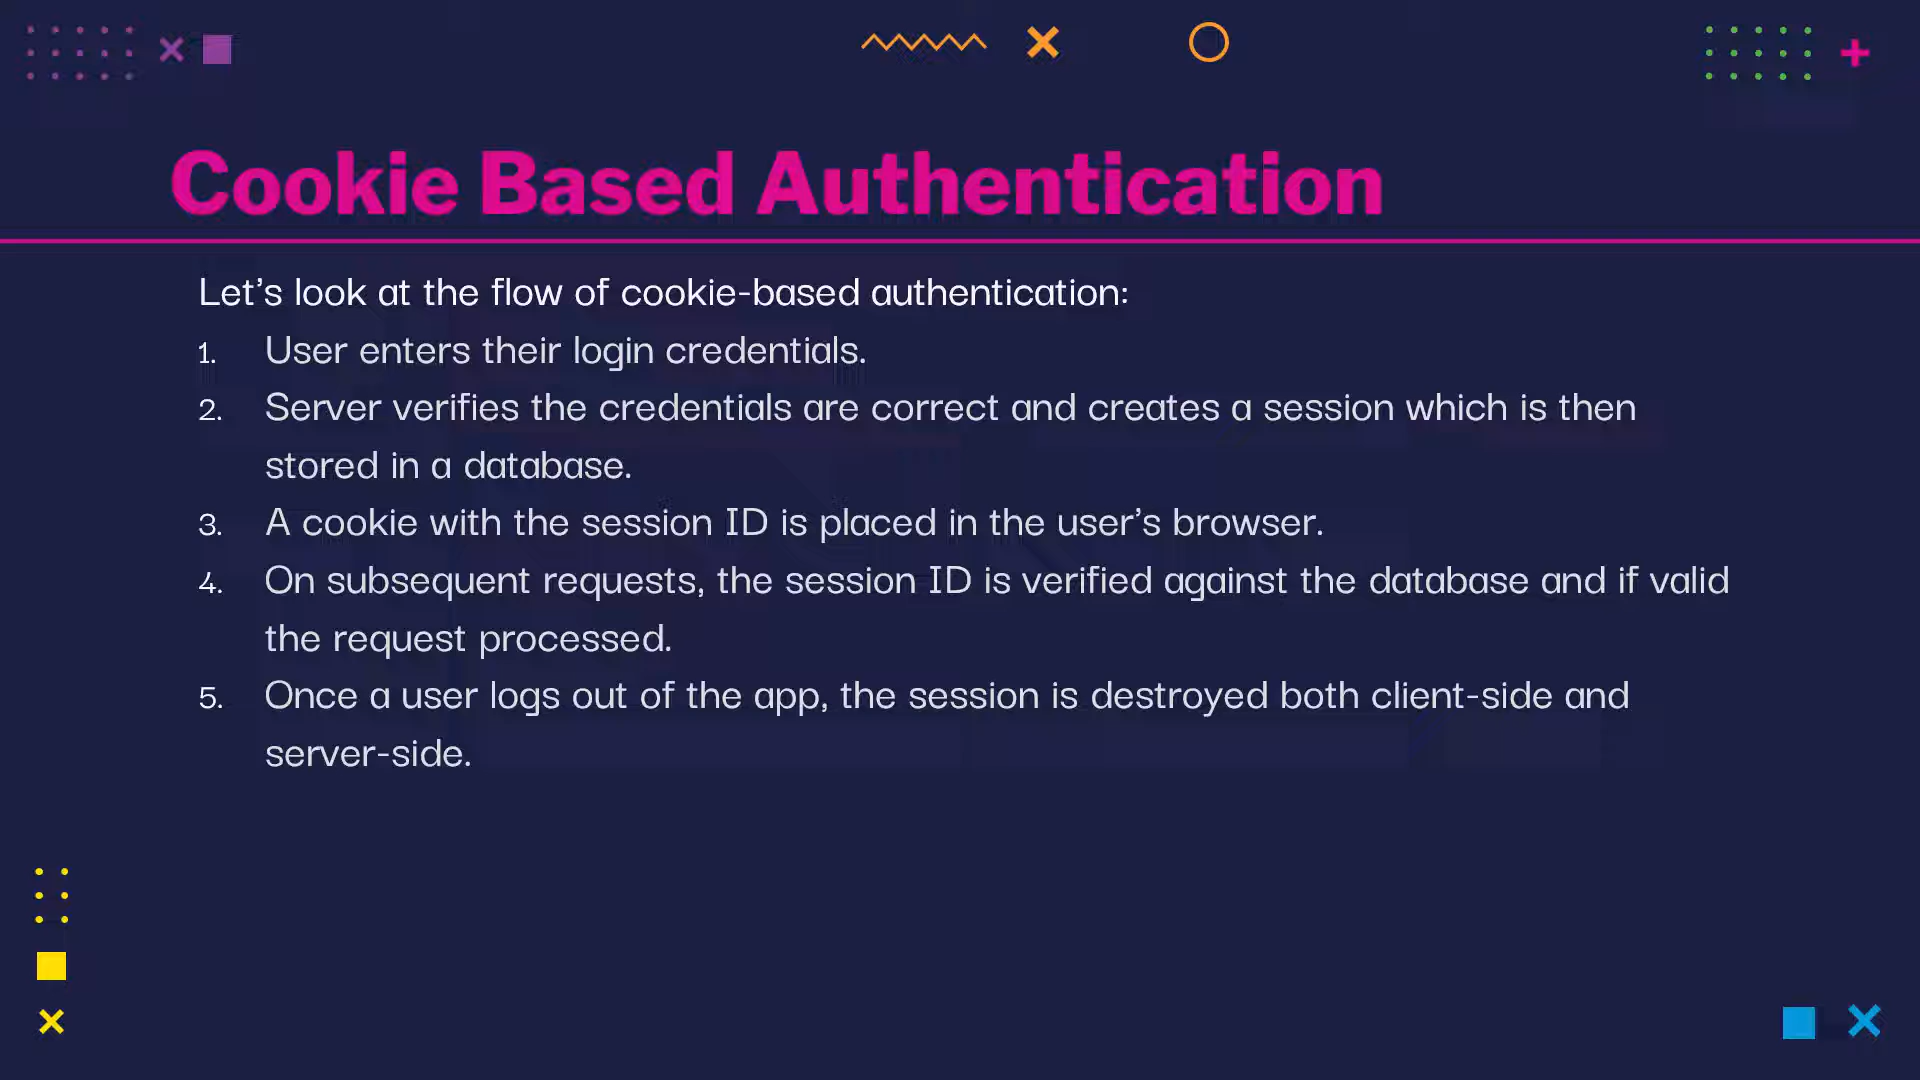 Cookie Based Authentication
Let's look at the flow of cookie-based authentication:
1. User enters their login credentials.
2. Server verifies the credentials are correct and creates a session which is then
stored in a database.
3. A cookie with the session ID is placed in the user's browser.
4. On subsequent requests, the session ID is verified against the database and if valid
the request processed.
5. Once a user logs out of the app, the session is destroyed both client-side and
server-side.